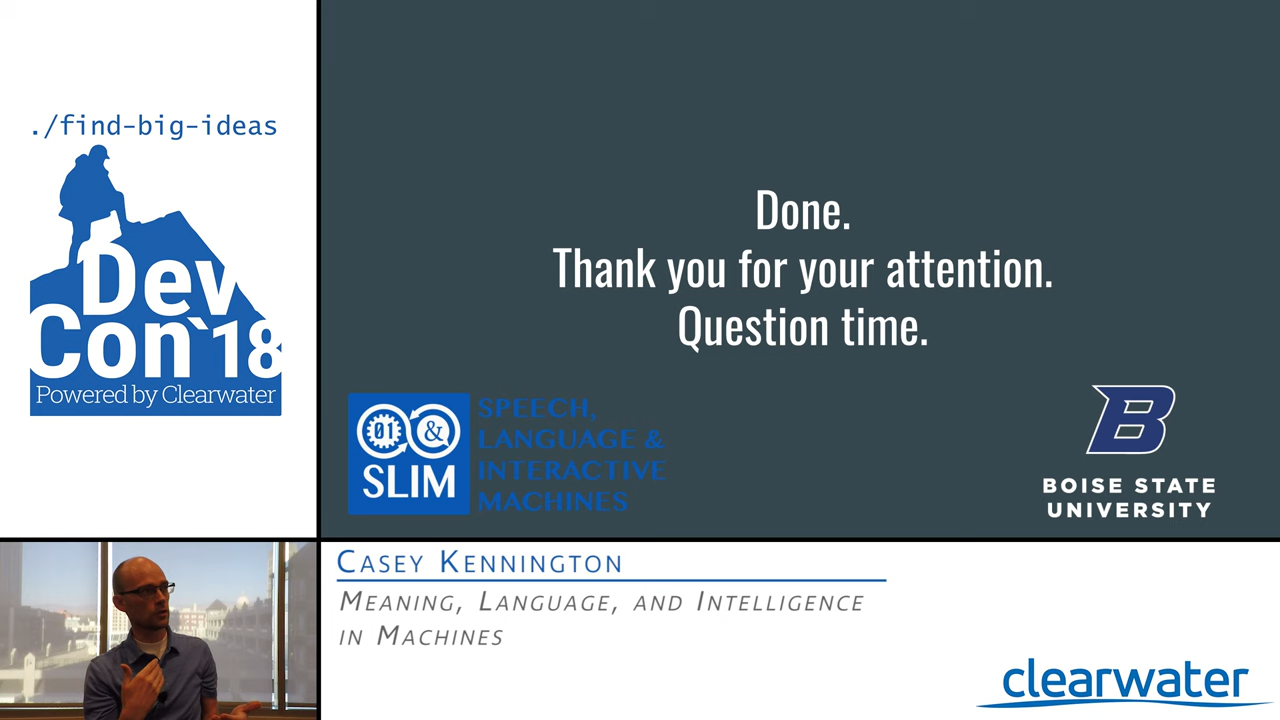 ./find-big-ideas
Dev
Con`18
Powered by Clearwater
Done.
Thank you for your attention.
Question time.
01 &
SLIM
SPEECH,
LANGUAGE &
INTERACTIVE
MACHINES
B
BOISE STATE
UNIVERSITY
CASEY KENNINGTON
MEANING, LANGUAGE, AND INTELLIGENCE
IN MACHINES
clearwater